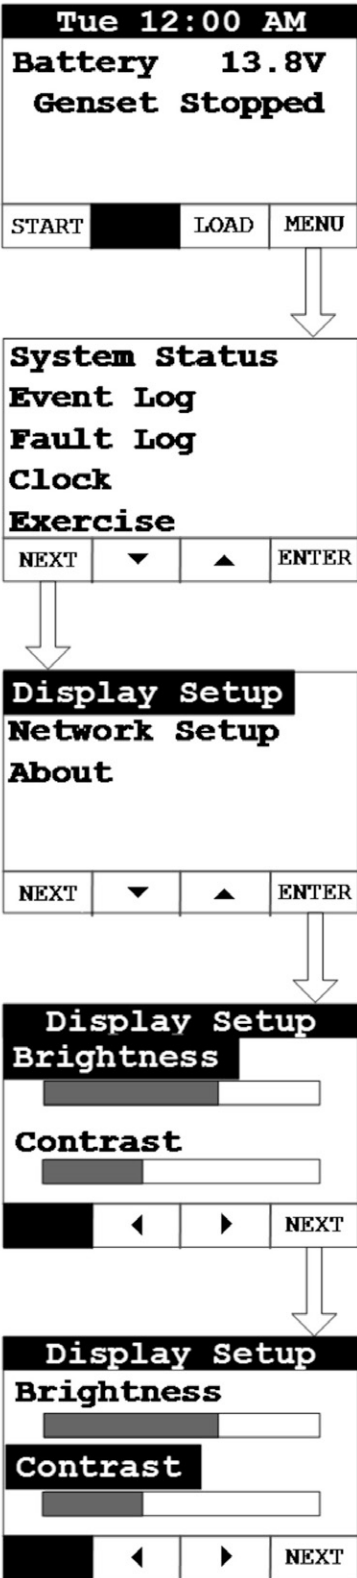 Tue 12:00 AM
Battery 13.8V
Genset Stopped
START LOAD MENU
System Status
Event Log
Fault Log
Clock
Exercise
NEXT ▼ ▲ ENTER
Display Setup
Network Setup
About
NEXT ▼ ▲ ENTER
Display Setup
Brightness
Contrast
◀ ▶ NEXT
Display Setup
Brightness
Contrast
◀ ▶ NEXT